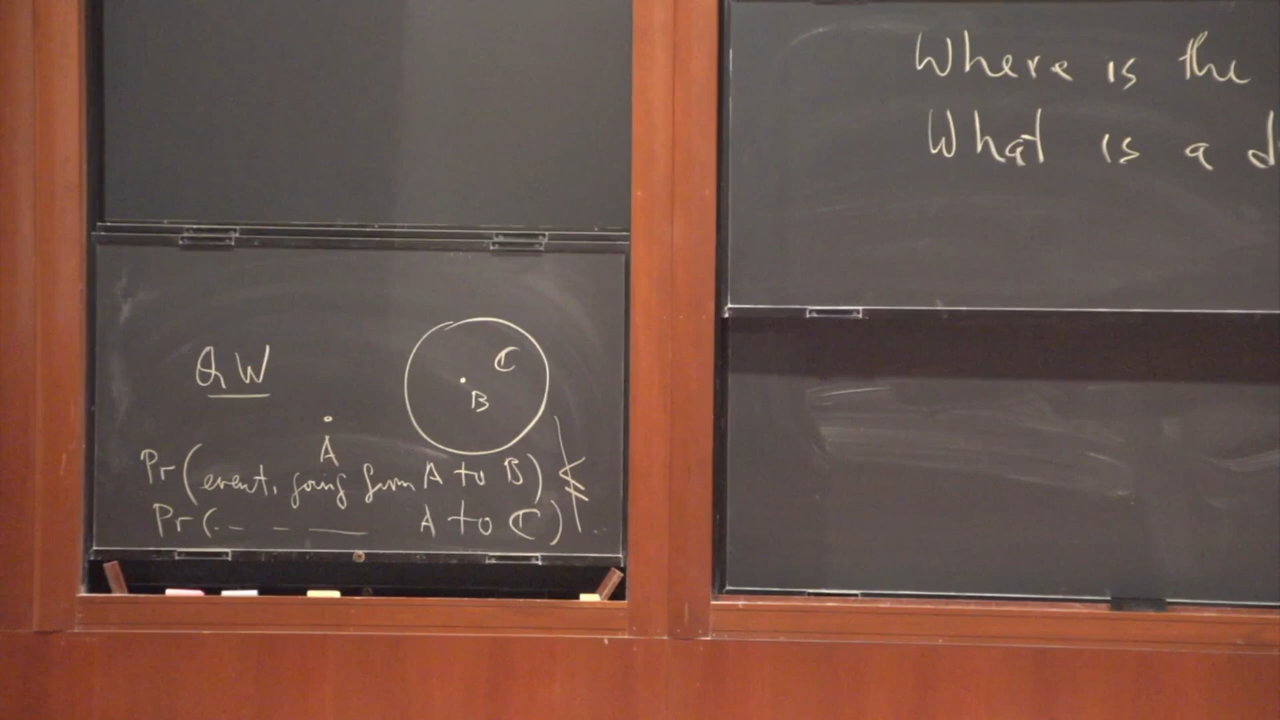 QW
C
B
A
Pr(event, going from A to B) ≤
Pr(.. - — A to C) ..
Where is the
What is a d